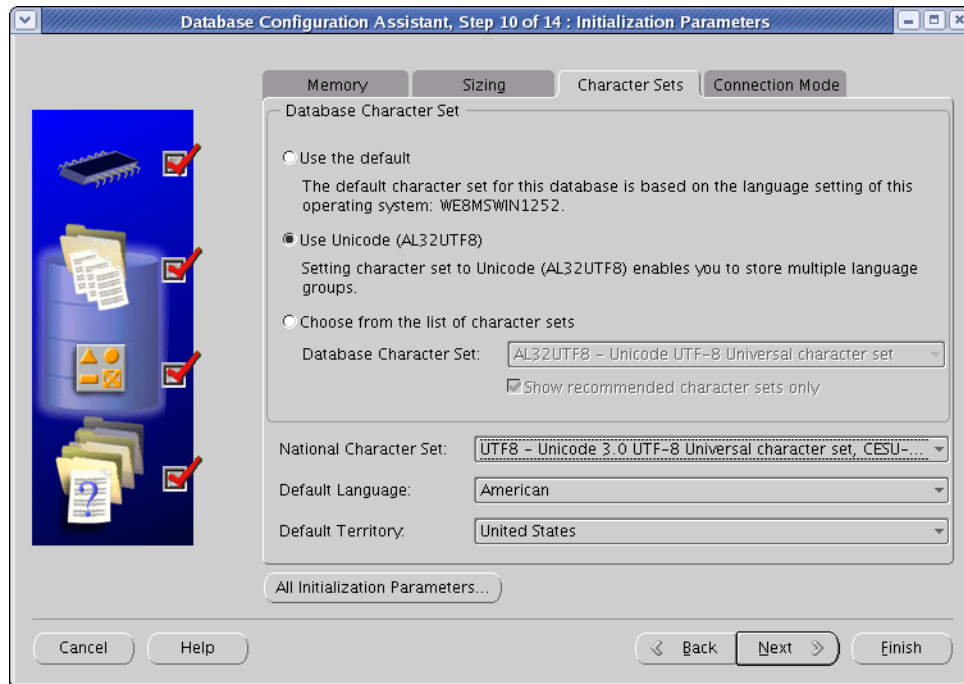 Database Configuration Assistant, Step 10 of 14 : Initialization Parameters
Memory
Sizing
Character Sets
Connection Mode
Database Character Set
Use the default
The default character set for this database is based on the language setting of this
operating system: WE8MSWIN1252.
Use Unicode (AL32UTF8)
Setting character set to Unicode (AL32UTF8) enables you to store multiple language
groups.
Choose from the list of character sets
Database Character Set: AL32UTF8 - Unicode UTF-8 Universal character set
Show recommended character sets only
National Character Set: UTF8 - Unicode 3.0 UTF-8 Universal character set, CESU-...
Default Language: American
Default Territory: United States
All Initialization Parameters...
Cancel
Help
Back
Next
Finish
?